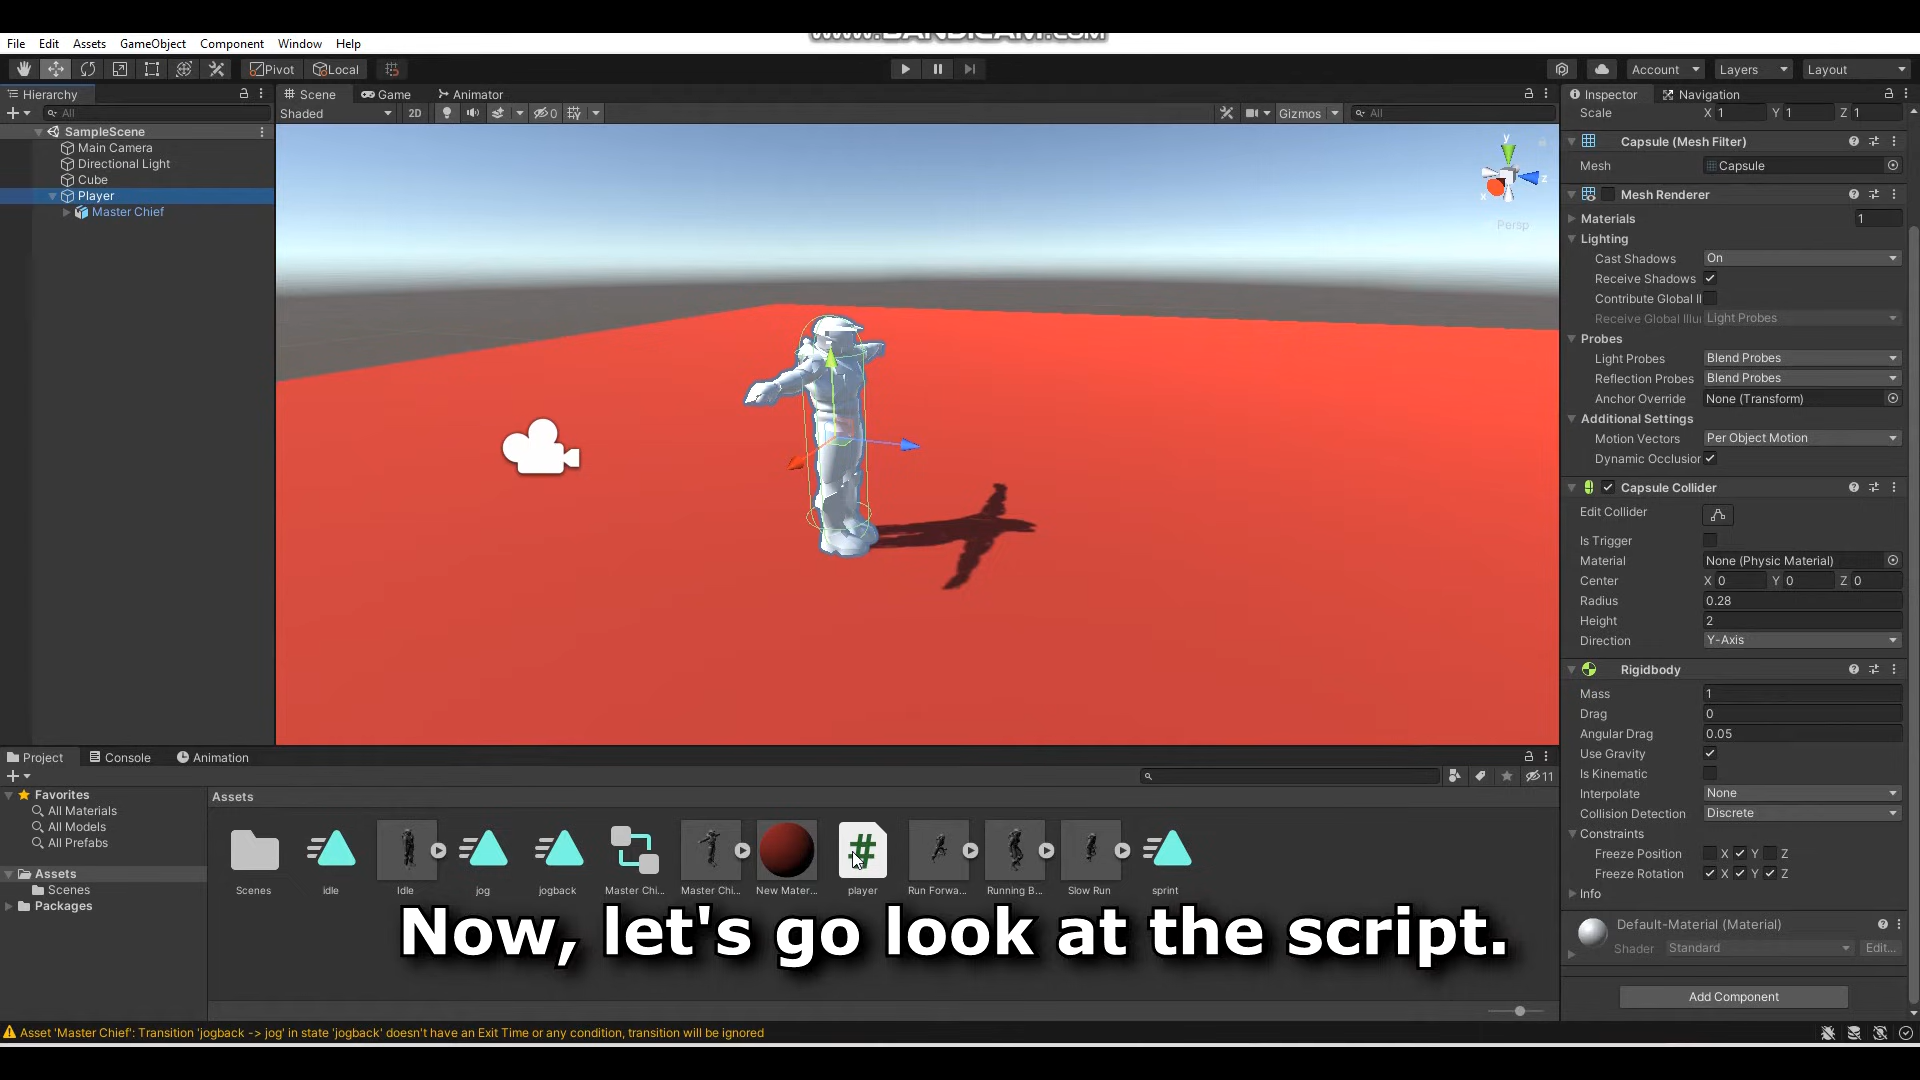 www.BANDICAM.com
File Edit Assets GameObject Component Window Help
Pivot Local Account Layers Layout
Hierarchy
All
SampleScene
Main Camera
Directional Light
Cube
Player
Master Chief
Scene Game Animator
Shaded 2D 0 Gizmos All
y
z
x
Persp
Inspector Navigation
Scale X 1 Y 1 Z 1
Capsule (Mesh Filter)
Mesh Capsule
Mesh Renderer
Materials 1
Lighting
Cast Shadows On
Receive Shadows
Contribute Global Il
Receive Global Illu Light Probes
Probes
Light Probes Blend Probes
Reflection Probes Blend Probes
Anchor Override None (Transform)
Additional Settings
Motion Vectors Per Object Motion
Dynamic Occlusior
Capsule Collider
Edit Collider
Is Trigger
Material None (Physic Material)
Center X 0 Y 0 Z 0
Radius 0.28
Height 2
Direction Y-Axis
Rigidbody
Mass 1
Drag 0
Angular Drag 0.05
Use Gravity
Is Kinematic
Interpolate None
Collision Detection Discrete
Constraints
Freeze Position X Y Z
Freeze Rotation X Y Z
Info
Default-Material (Material)
Shader Standard Edit...
Add Component
Project Console Animation
11
Favorites
All Materials
All Models
All Prefabs
Assets
Scenes
Packages
Assets
Scenes idle Idle jog jogback Master Chi... Master Chi... New Mater... player Run Forwa... Running B... Slow Run sprint
Now, let's go look at the script.
Asset 'Master Chief': Transition 'jogback -> jog' in state 'jogback' doesn't have an Exit Time or any condition, transition will be ignored